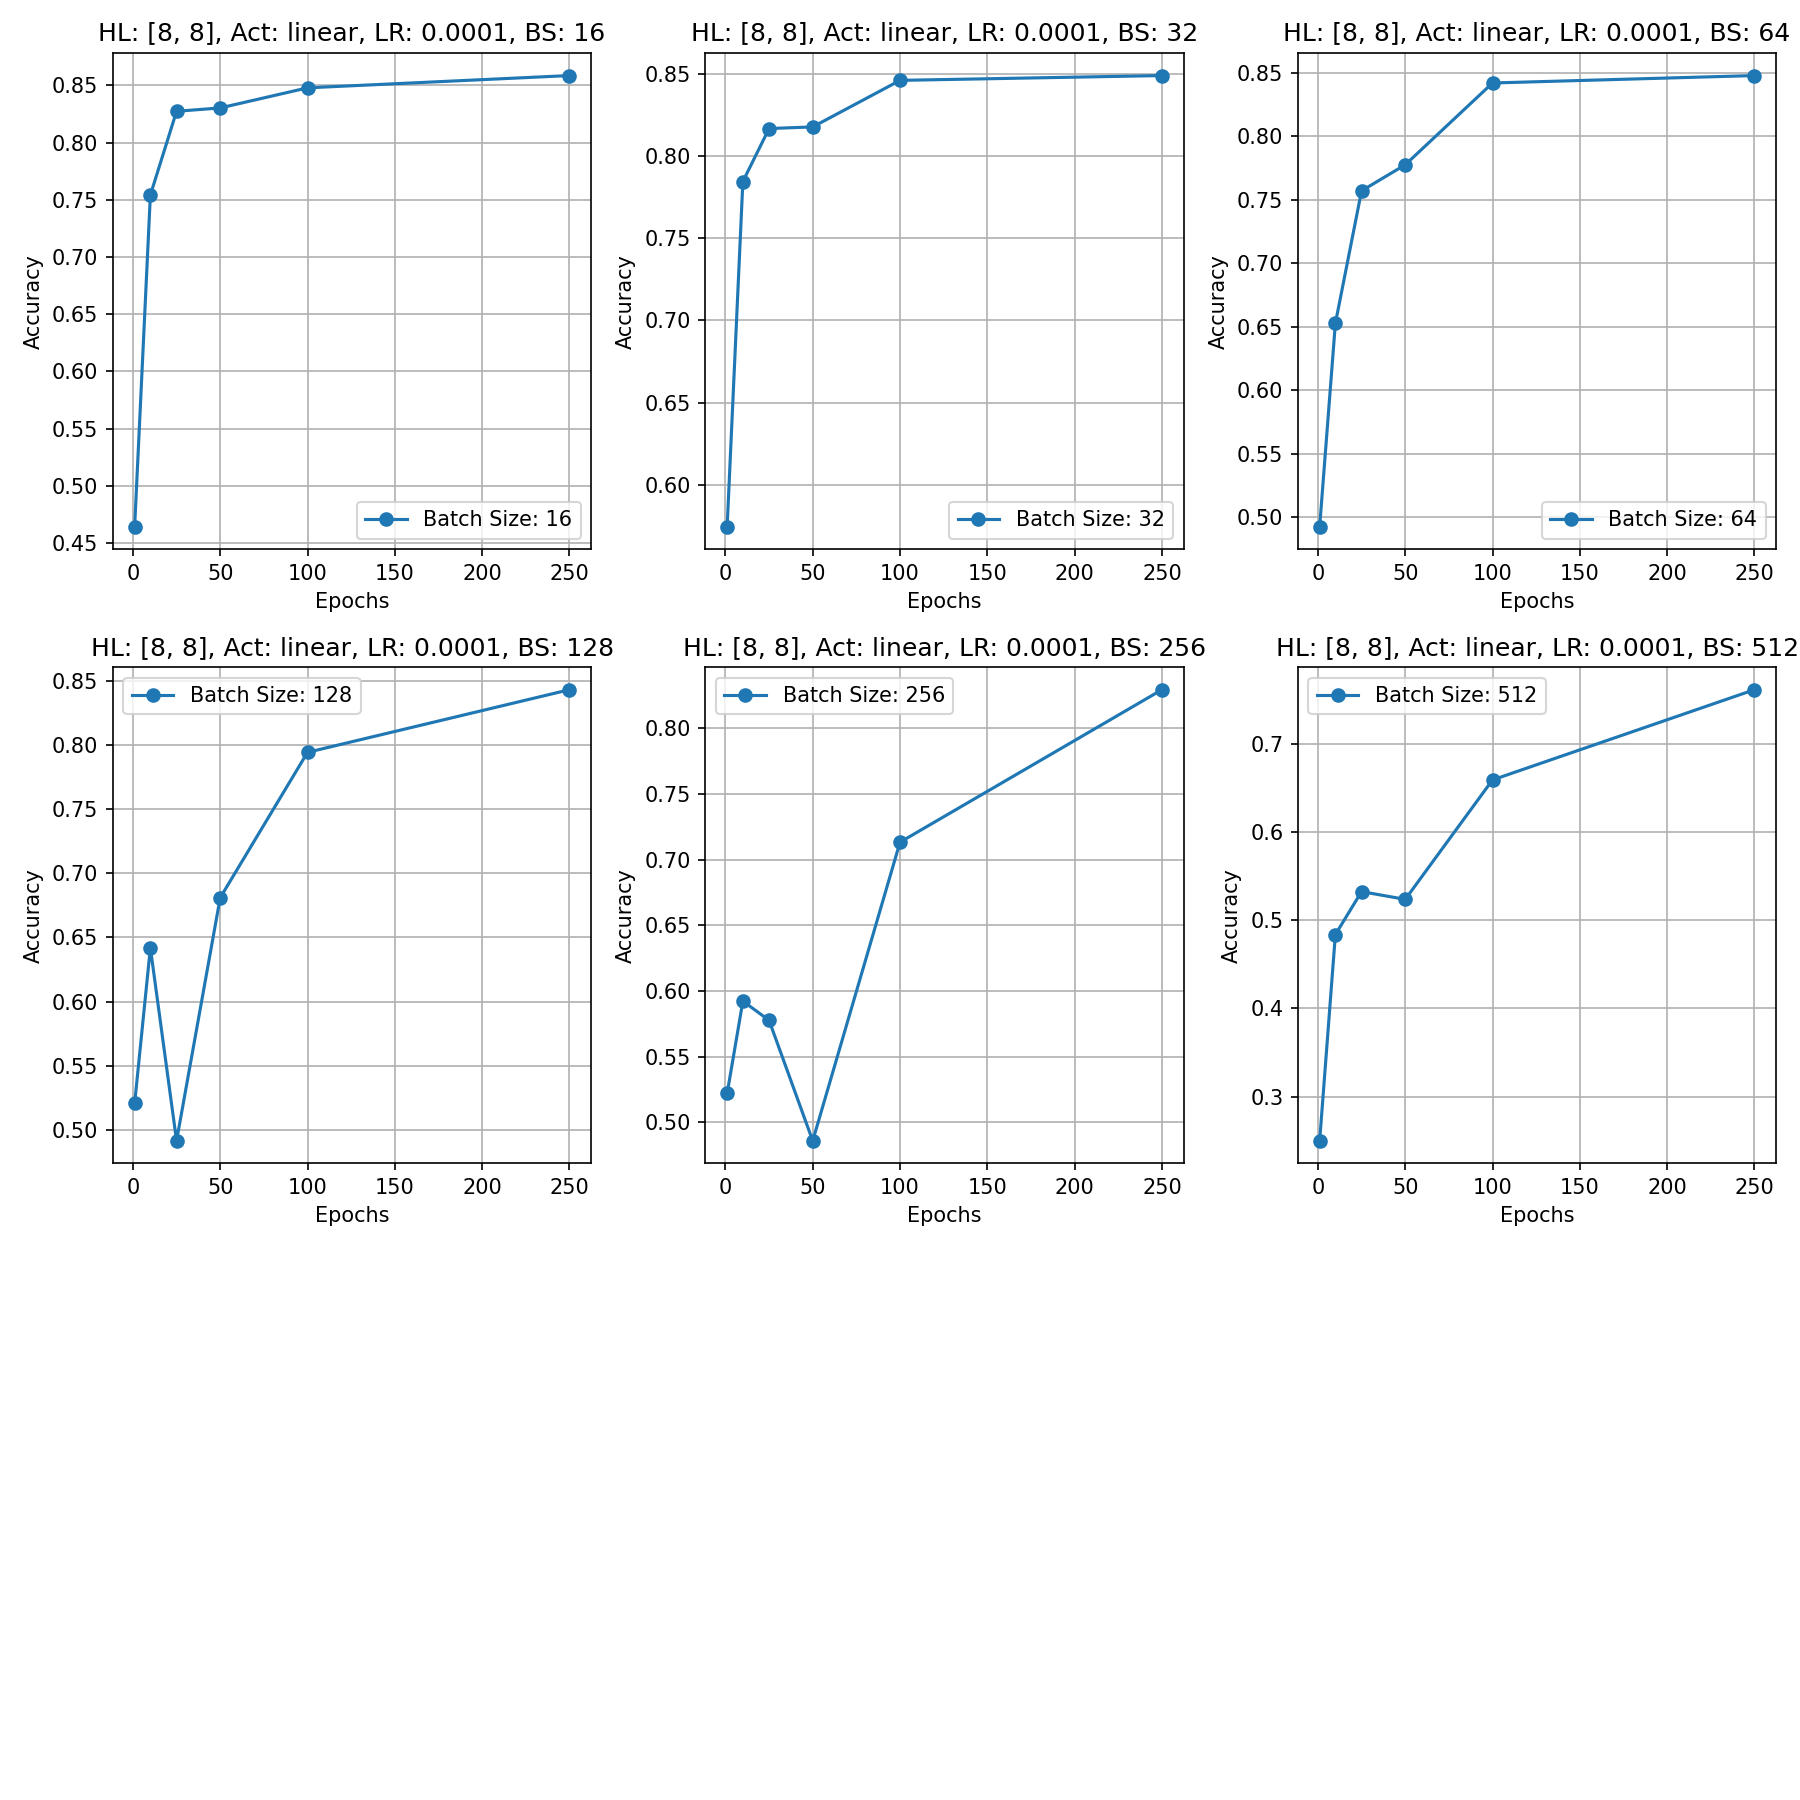 HL: [8, 8], Act: linear, LR: 0.0001, BS: 16
0.85
0.80
0.75
0.70
0.65
0.60
0.55
0.50
0.45
Accuracy
Batch Size: 16
0 50 100 150 200 250
Epochs
HL: [8, 8], Act: linear, LR: 0.0001, BS: 32
0.85
0.80
0.75
0.70
0.65
0.60
Accuracy
Batch Size: 32
0 50 100 150 200 250
Epochs
HL: [8, 8], Act: linear, LR: 0.0001, BS: 64
0.85
0.80
0.75
0.70
0.65
0.60
0.55
0.50
Accuracy
Batch Size: 64
0 50 100 150 200 250
Epochs
HL: [8, 8], Act: linear, LR: 0.0001, BS: 128
Batch Size: 128
0.85
0.80
0.75
0.70
0.65
0.60
0.55
0.50
Accuracy
0 50 100 150 200 250
Epochs
HL: [8, 8], Act: linear, LR: 0.0001, BS: 256
Batch Size: 256
0.80
0.75
0.70
0.65
0.60
0.55
0.50
Accuracy
0 50 100 150 200 250
Epochs
HL: [8, 8], Act: linear, LR: 0.0001, BS: 512
Batch Size: 512
0.7
0.6
0.5
0.4
0.3
Accuracy
0 50 100 150 200 250
Epochs